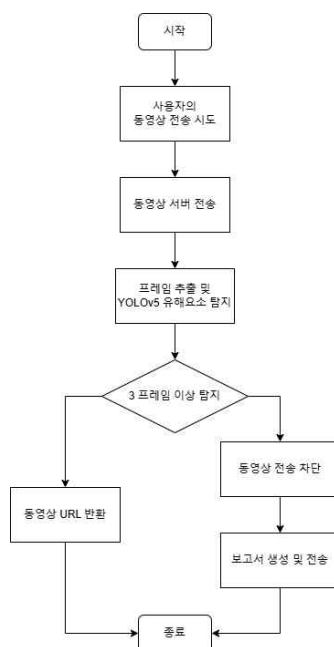 시작
사용자의
동영상 전송 시도
동영상 서버 전송
프레임 추출 및
YOLOv5 유해요소 탐지
3 프레임 이상 탐지
동영상 전송 차단
동영상 URL 반환
보고서 생성 및 전송
종료